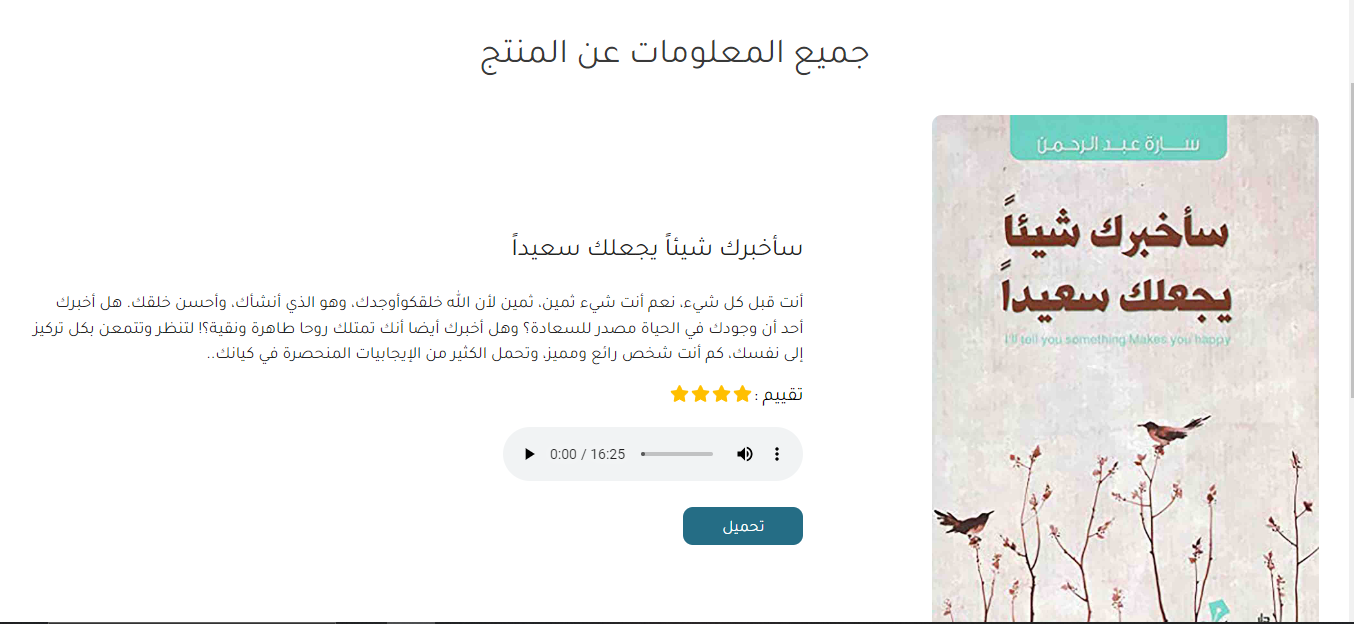 جميع المعلومات عن المنتج
ســارة عبد الرحمن
سأخبرك شيئاً
يجعلك سعيداً
I'll tell you something Makes you happy
سأخبرك شيئاً يجعلك سعيداً
أنت قبل كل شيء، نعم أنت شيء ثمين، ثمين لأن الله خلقكوأوجدك، وهو الذي أنشأك، وأحسن خلقك. هل أخبرك
أحد أن وجودك في الحياة مصدر للسعادة؟ وهل أخبرك أيضا أنك تمتلك روحا طاهرة ونقية؟! لتنظر وتتمعن بكل تركيز
إلى نفسك، كم أنت شخص رائع ومميز، وتحمل الكثير من الإيجابيات المنحصرة في كيانك..
تقييم :
0:00 / 16:25
تحميل